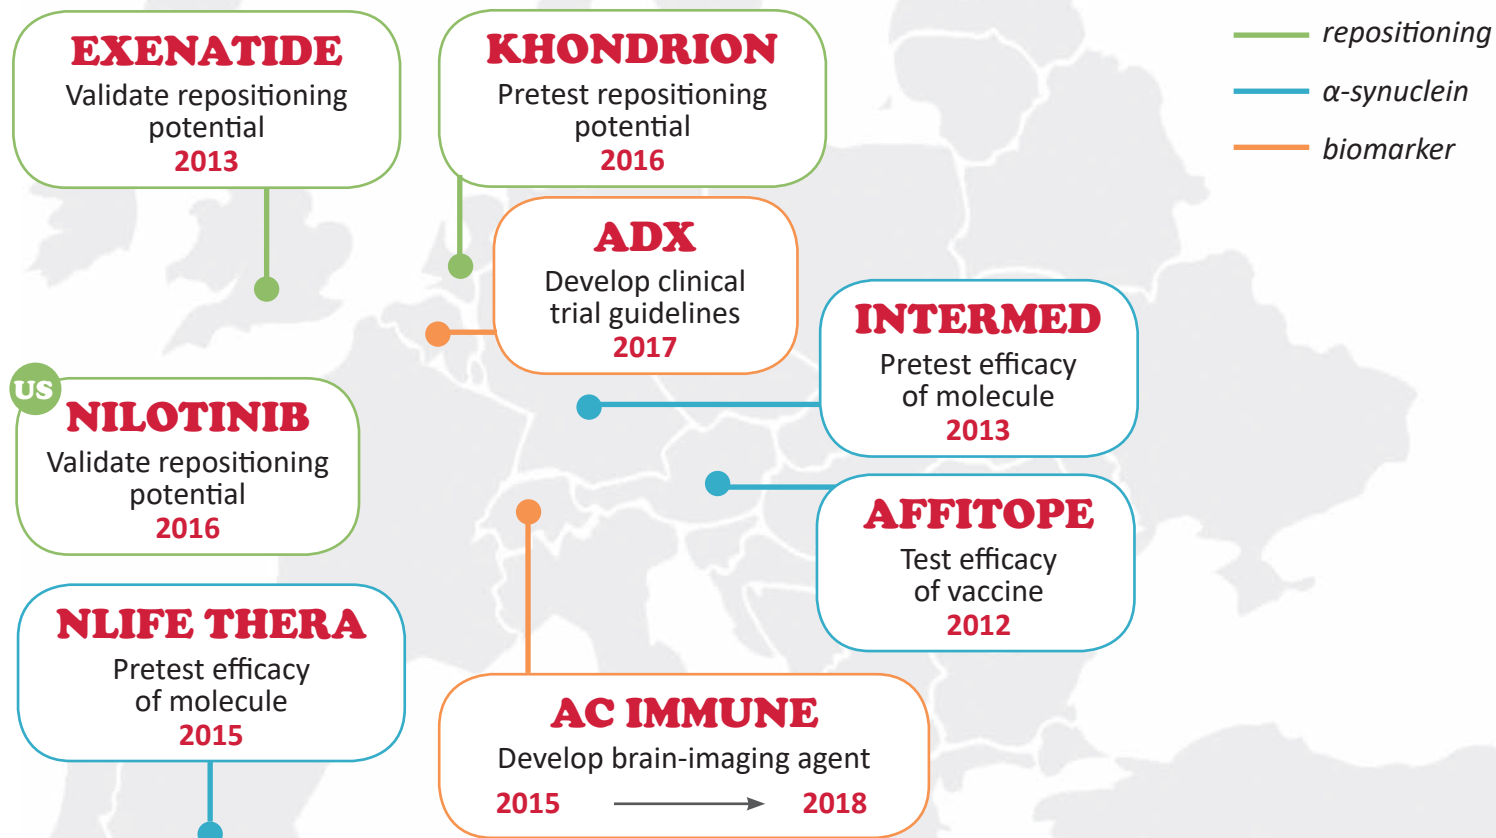 EXENATIDE
Validate repositioning
potential
2013
KHONDRION
Pretest repositioning
potential
2016
repositioning
α-synuclein
biomarker
ADX
Develop clinical
trial guidelines
2017
INTERMED
Pretest efficacy
of molecule
2013
US
NILOTINIB
Validate repositioning
potential
2016
AFFITOPE
Test efficacy
of vaccine
2012
NLIFE THERA
Pretest efficacy
of molecule
2015
AC IMMUNE
Develop brain-imaging agent
2015 2018